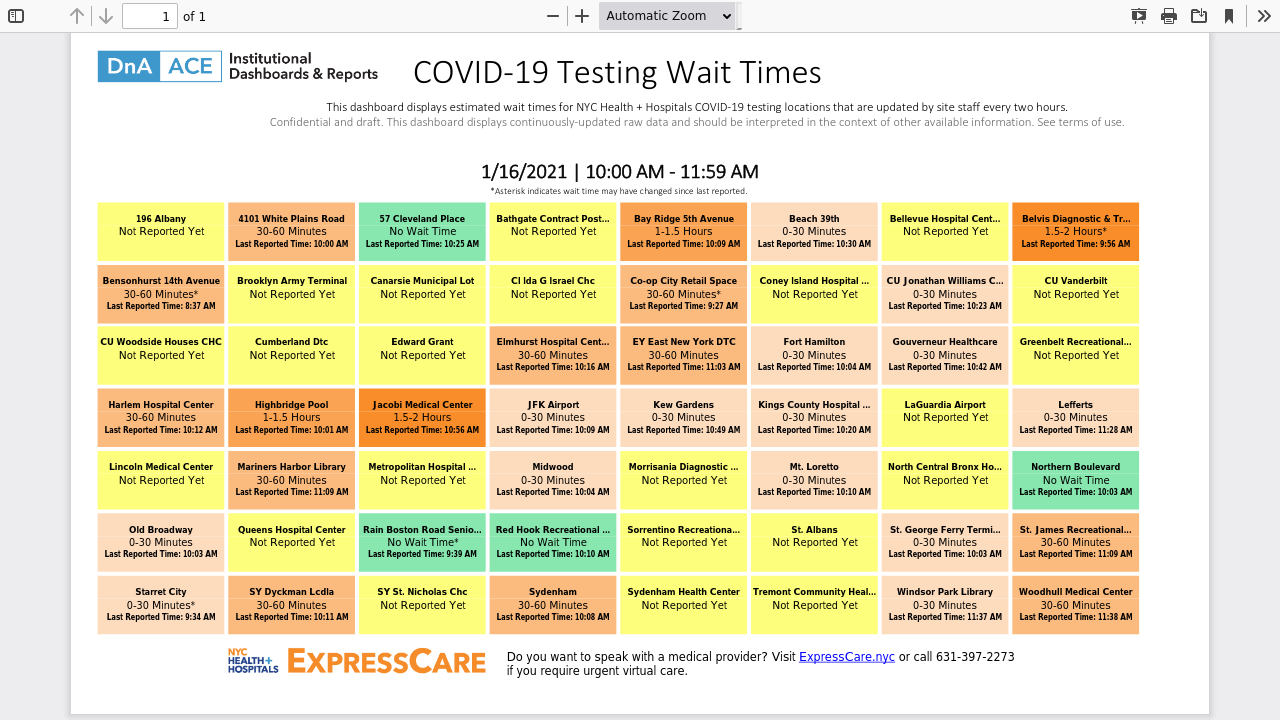 1 of 1 Automatic Zoom
DnA ACE Institutional
Dashboards & Reports
COVID-19 Testing Wait Times
This dashboard displays estimated wait times for NYC Health + Hospitals COVID-19 testing locations that are updated by site staff every two hours.
Confidential and draft. This dashboard displays continuously-updated raw data and should be interpreted in the context of other available information. See terms of use.
1/16/2021 | 10:00 AM - 11:59 AM
*Asterisk indicates wait time may have changed since last reported.
196 Albany
Not Reported Yet
4101 White Plains Road
30-60 Minutes
Last Reported Time: 10:00 AM
57 Cleveland Place
No Wait Time
Last Reported Time: 10:25 AM
Bathgate Contract Post...
Not Reported Yet
Bay Ridge 5th Avenue
1-1.5 Hours
Last Reported Time: 10:09 AM
Beach 39th
0-30 Minutes
Last Reported Time: 10:30 AM
Bellevue Hospital Cent...
Not Reported Yet
Belvis Diagnostic & Tr...
1.5-2 Hours*
Last Reported Time: 9:56 AM
Bensonhurst 14th Avenue
30-60 Minutes*
Last Reported Time: 8:37 AM
Brooklyn Army Terminal
Not Reported Yet
Canarsie Municipal Lot
Not Reported Yet
Cl Ida G Israel Chc
Not Reported Yet
Co-op City Retail Space
30-60 Minutes*
Last Reported Time: 9:27 AM
Coney Island Hospital ...
Not Reported Yet
CU Jonathan Williams C...
0-30 Minutes
Last Reported Time: 10:23 AM
CU Vanderbilt
Not Reported Yet
CU Woodside Houses CHC
Not Reported Yet
Cumberland Dtc
Not Reported Yet
Edward Grant
Not Reported Yet
Elmhurst Hospital Cent...
30-60 Minutes
Last Reported Time: 10:16 AM
EY East New York DTC
30-60 Minutes
Last Reported Time: 11:03 AM
Fort Hamilton
0-30 Minutes
Last Reported Time: 10:04 AM
Gouverneur Healthcare
0-30 Minutes
Last Reported Time: 10:42 AM
Greenbelt Recreational...
Not Reported Yet
Harlem Hospital Center
30-60 Minutes
Last Reported Time: 10:12 AM
Highbridge Pool
1-1.5 Hours
Last Reported Time: 10:01 AM
Jacobi Medical Center
1.5-2 Hours
Last Reported Time: 10:56 AM
JFK Airport
0-30 Minutes
Last Reported Time: 10:09 AM
Kew Gardens
0-30 Minutes
Last Reported Time: 10:49 AM
Kings County Hospital ...
0-30 Minutes
Last Reported Time: 10:20 AM
LaGuardia Airport
Not Reported Yet
Lefferts
0-30 Minutes
Last Reported Time: 11:28 AM
Lincoln Medical Center
Not Reported Yet
Mariners Harbor Library
30-60 Minutes
Last Reported Time: 11:09 AM
Metropolitan Hospital ...
Not Reported Yet
Midwood
0-30 Minutes
Last Reported Time: 10:04 AM
Morrisania Diagnostic ...
Not Reported Yet
Mt. Loretto
0-30 Minutes
Last Reported Time: 10:10 AM
North Central Bronx Ho...
Not Reported Yet
Northern Boulevard
No Wait Time
Last Reported Time: 10:03 AM
Old Broadway
0-30 Minutes
Last Reported Time: 10:03 AM
Queens Hospital Center
Not Reported Yet
Rain Boston Road Senio...
No Wait Time*
Last Reported Time: 9:39 AM
Red Hook Recreational ...
No Wait Time
Last Reported Time: 10:10 AM
Sorrentino Recreationa...
Not Reported Yet
St. Albans
Not Reported Yet
St. George Ferry Termi...
0-30 Minutes
Last Reported Time: 10:03 AM
St. James Recreational...
30-60 Minutes
Last Reported Time: 11:09 AM
Starret City
0-30 Minutes*
Last Reported Time: 9:34 AM
SY Dyckman Lcdla
30-60 Minutes
Last Reported Time: 10:11 AM
SY St. Nicholas Chc
Not Reported Yet
Sydenham
30-60 Minutes
Last Reported Time: 10:08 AM
Sydenham Health Center
Not Reported Yet
Tremont Community Heal...
Not Reported Yet
Windsor Park Library
0-30 Minutes
Last Reported Time: 11:37 AM
Woodhull Medical Center
30-60 Minutes
Last Reported Time: 11:38 AM
NYC
HEALTH+
HOSPITALS
EXPRESSCARE
Do you want to speak with a medical provider? Visit ExpressCare.nyc or call 631-397-2273
if you require urgent virtual care.